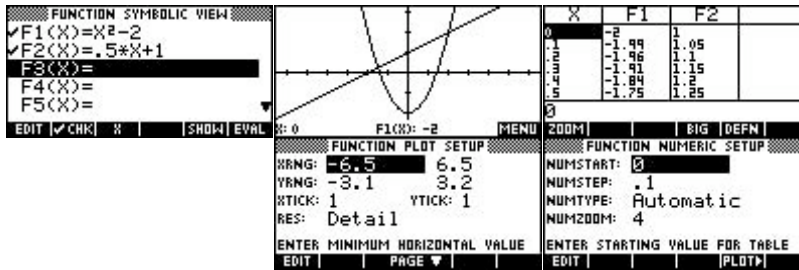 FUNCTION SYMBOLIC VIEW
✓F1(X)=X²-2
✓F2(X)=.5*X+1
F3(X)=
F4(X)=
F5(X)=
EDIT ✓CHK X SHOW EVAL
X: 0 F1(X): -2 MENU
X F1 F2
0 -2 1
.1 -1.99 1.05
.2 -1.96 1.1
.3 -1.91 1.15
.4 -1.84 1.2
.5 -1.75 1.25
0
ZOOM BIG DEFN
FUNCTION PLOT SETUP
XRNG: -6.5 6.5
YRNG: -3.1 3.2
XTICK: 1 YTICK: 1
RES: Detail
ENTER MINIMUM HORIZONTAL VALUE
EDIT PAGE ▼
FUNCTION NUMERIC SETUP
NUMSTART: 0
NUMSTEP: .1
NUMTYPE: Automatic
NUMZOOM: 4
ENTER STARTING VALUE FOR TABLE
EDIT PLOT▶